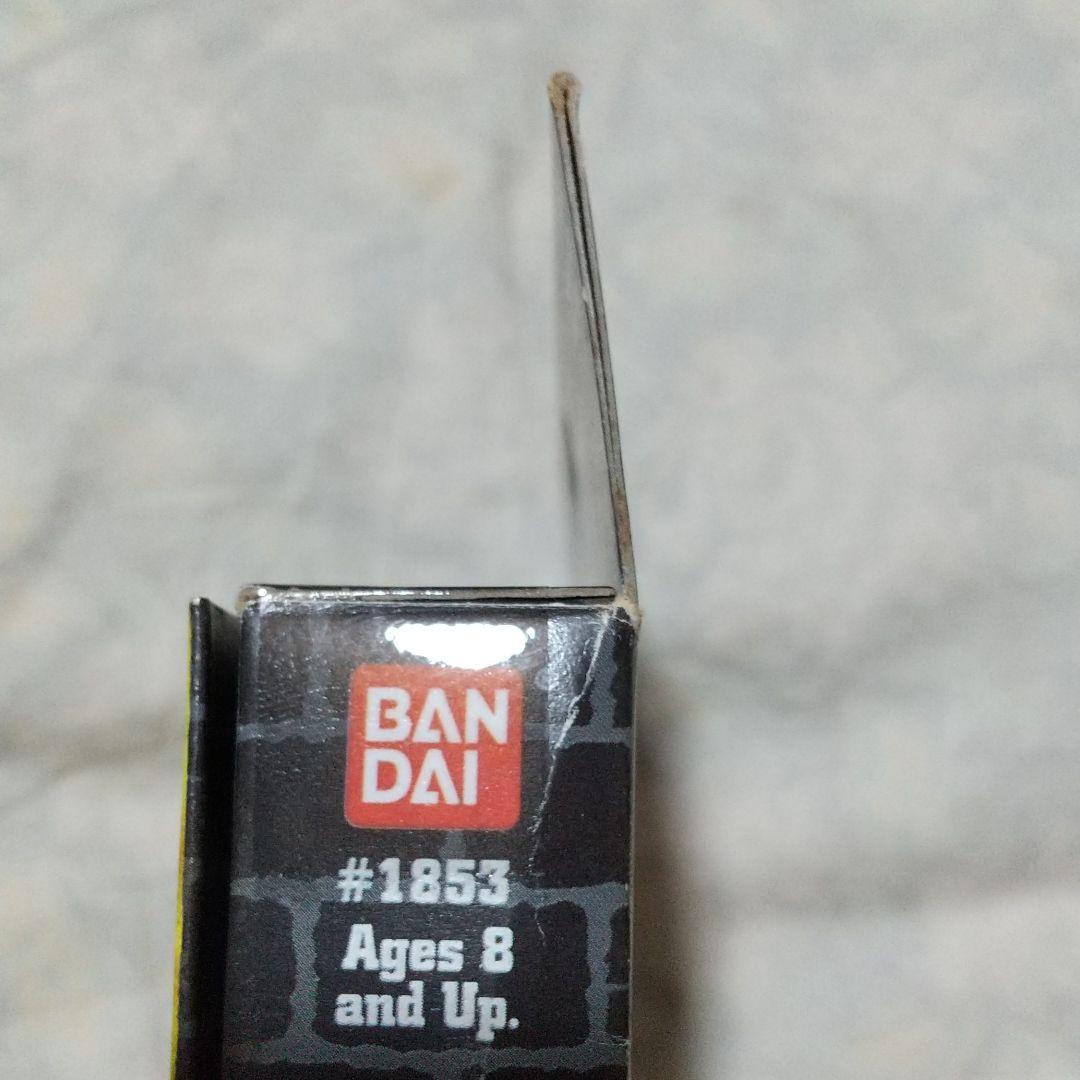 BAN
DAI
#1853
Ages 8
and Up.